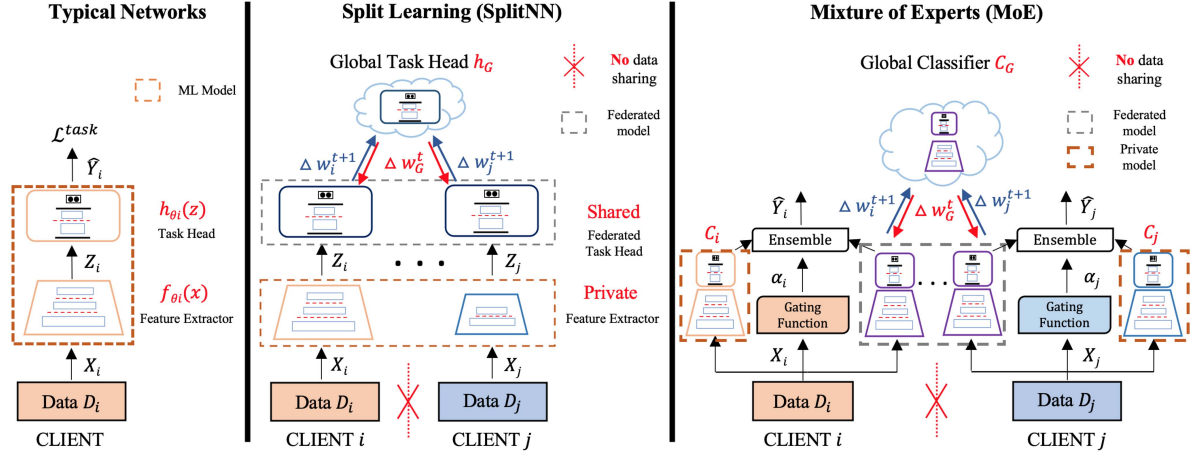 Typical Networks
ML Model
ℒ^{task}
Ŷ_i
h_{θi}(z)
Task Head
Z_i
f_{θi}(x)
Feature Extractor
X_i
Data D_i
CLIENT
Split Learning (SplitNN)
Global Task Head h_G
No data
sharing
Federated
model
Δ w_i^{t+1}
Δ w_G^t
Δ w_j^{t+1}
Shared
Federated
Task Head
Z_i
. . .
Z_j
Private
Feature Extractor
X_i
X_j
Data D_i
Data D_j
CLIENT i
CLIENT j
Mixture of Experts (MoE)
Global Classifier C_G
No data
sharing
Federated
model
Private
model
Δ w_i^{t+1}
Δ w_G^t
Δ w_j^{t+1}
Ŷ_i
Ŷ_j
C_i
Ensemble
Ensemble
C_j
α_i
. . .
α_j
Gating
Function
Gating
Function
X_i
X_j
Data D_i
Data D_j
CLIENT i
CLIENT j